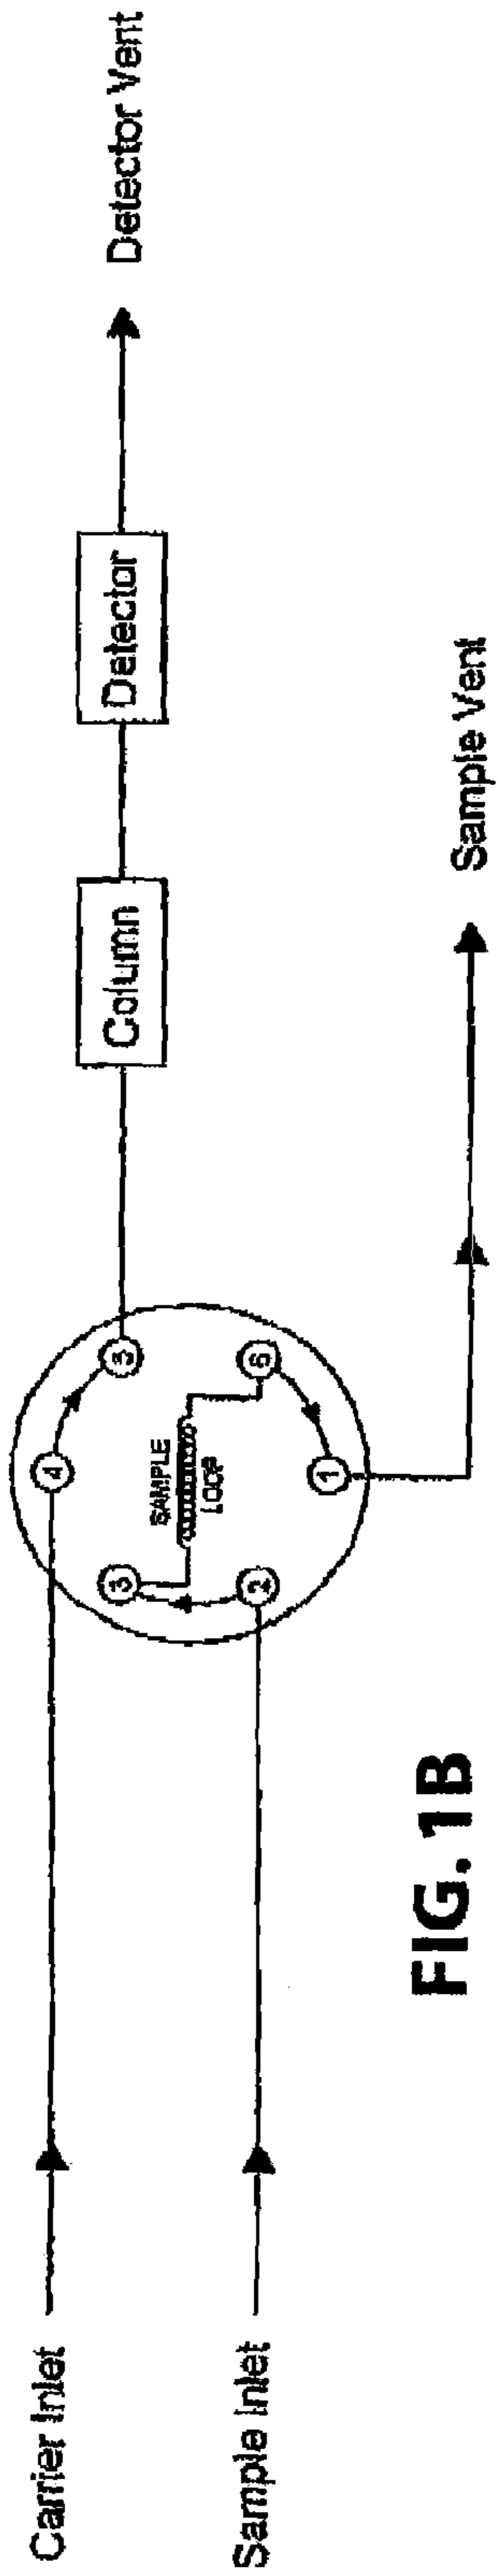 Carrier Inlet
Sample Inlet
4
3
5
SAMPLE
LOOP
2
6
1
Column
Detector
Detector Vent
Sample Vent
FIG. 1B